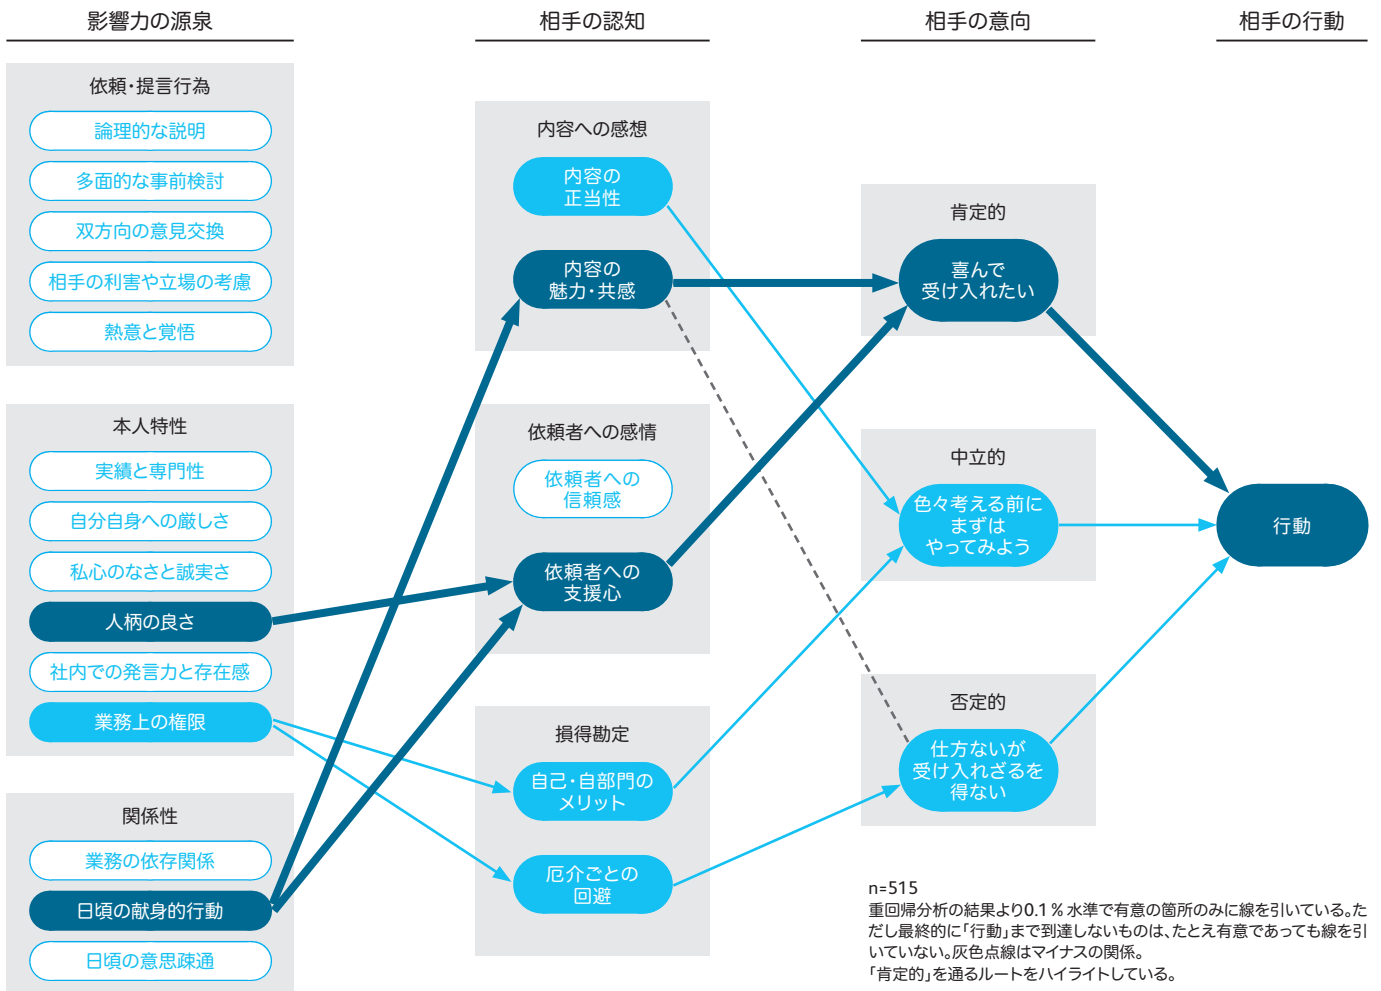 影響力の源泉
依頼・提言行為
論理的な説明
多面的な事前検討
双方向の意見交換
相手の利害や立場の考慮
熱意と覚悟
本人特性
実績と専門性
自分自身への厳しさ
私心のなさと誠実さ
人柄の良さ
社内での発言力と存在感
業務上の権限
関係性
業務の依存関係
日頃の献身的行動
日頃の意思疎通
相手の認知
内容への感想
内容の
正当性
内容の
魅力・共感
依頼者への感情
依頼者への
信頼感
依頼者への
支援心
損得勘定
自己・自部門の
メリット
厄介ごとの
回避
相手の意向
肯定的
喜んで
受け入れたい
中立的
色々考える前に
まずは
やってみよう
否定的
仕方ないが
受け入れざるを
得ない
相手の行動
行動
n=515
重回帰分析の結果より0.1％水準で有意の箇所のみに線を引いている。た
だし最終的に「行動」まで到達しないものは、たとえ有意であっても線を引
いていない。灰色点線はマイナスの関係。
「肯定的」を通るルートをハイライトしている。